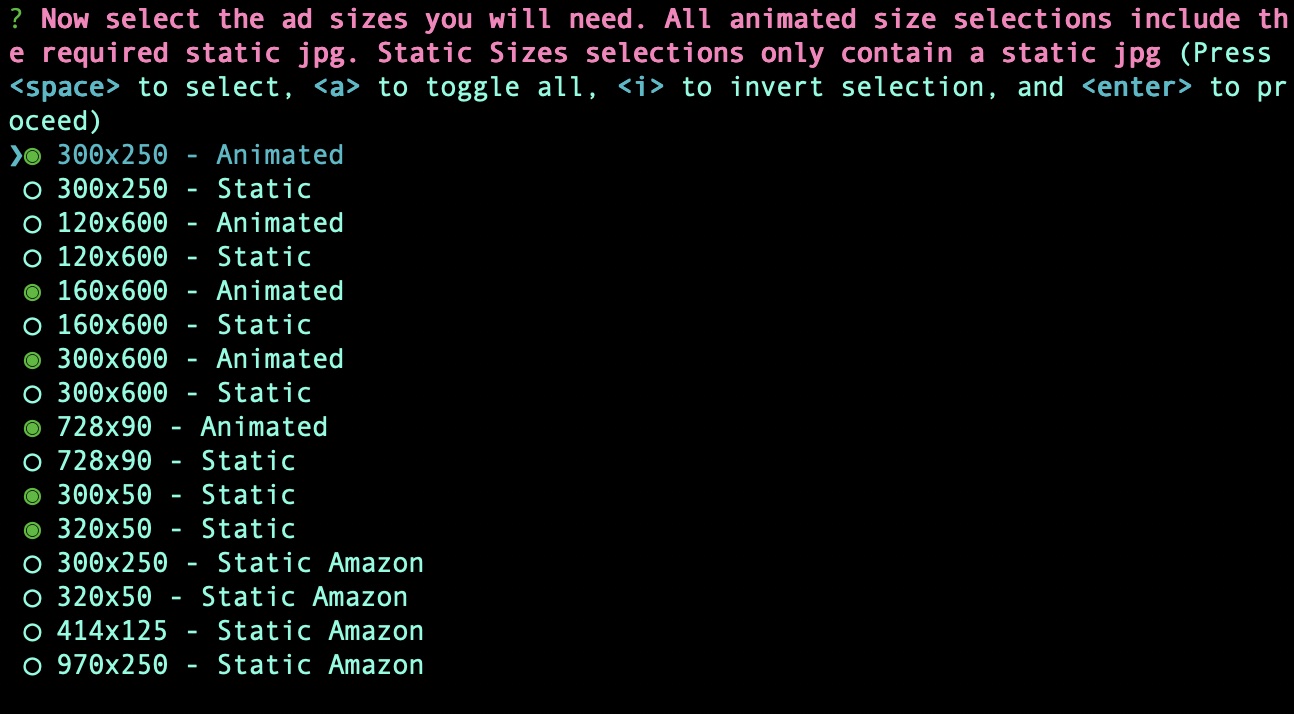 ? Now select the ad sizes you will need. All animated size selections include th
e required static jpg. Static Sizes selections only contain a static jpg (Press
<space> to select, <a> to toggle all, <i> to invert selection, and <enter> to pr
oceed)
❯◉ 300x250 - Animated
◯ 300x250 - Static
◯ 120x600 - Animated
◯ 120x600 - Static
◉ 160x600 - Animated
◯ 160x600 - Static
◉ 300x600 - Animated
◯ 300x600 - Static
◉ 728x90 - Animated
◯ 728x90 - Static
◉ 300x50 - Static
◉ 320x50 - Static
◯ 300x250 - Static Amazon
◯ 320x50 - Static Amazon
◯ 414x125 - Static Amazon
◯ 970x250 - Static Amazon